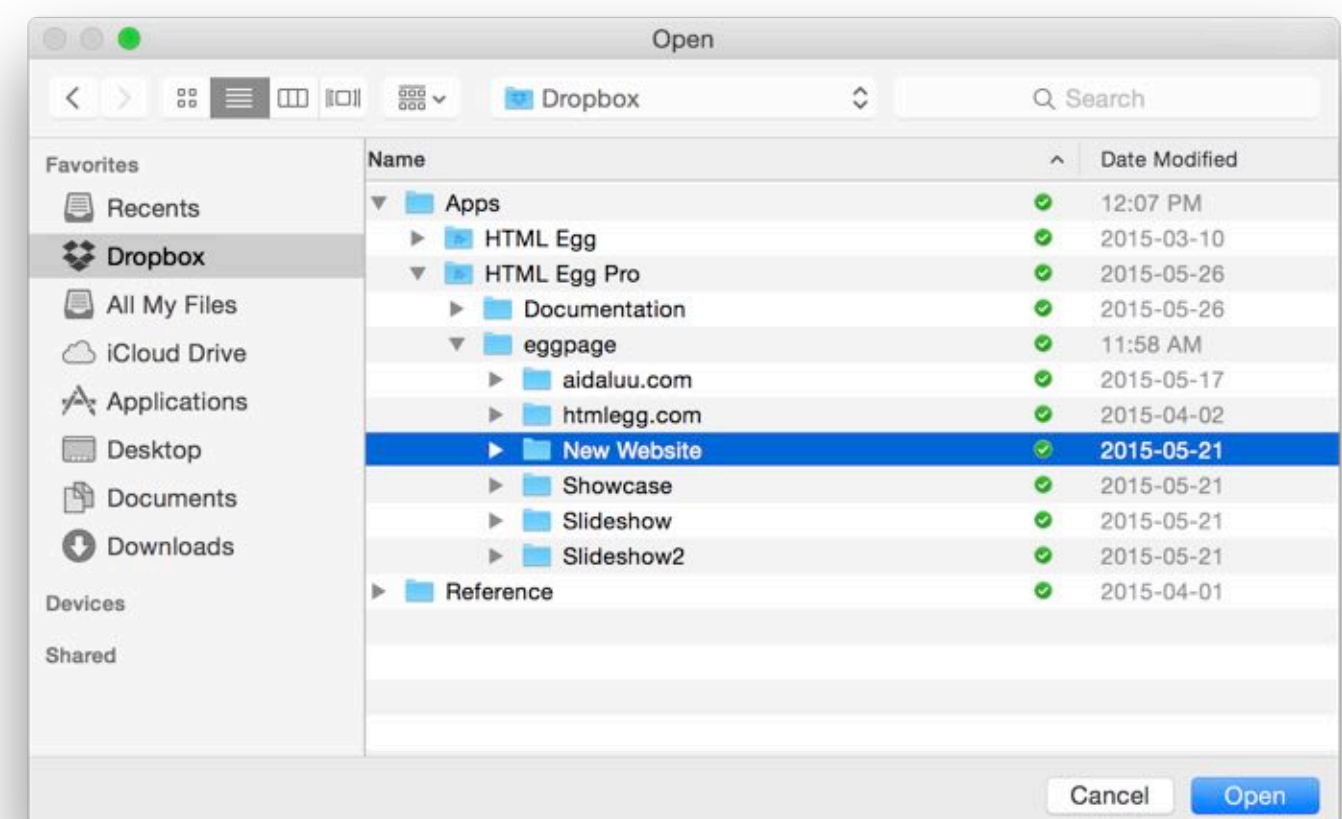 Open
Dropbox
Search
Favorites
Recents
Dropbox
All My Files
iCloud Drive
Applications
Desktop
Documents
Downloads
Devices
Shared
Name Date Modified
Apps 12:07 PM
HTML Egg 2015-03-10
HTML Egg Pro 2015-05-26
Documentation 2015-05-26
eggpage 11:58 AM
aidaluu.com 2015-05-17
htmlegg.com 2015-04-02
New Website 2015-05-21
Showcase 2015-05-21
Slideshow 2015-05-21
Slideshow2 2015-05-21
Reference 2015-04-01
Cancel Open